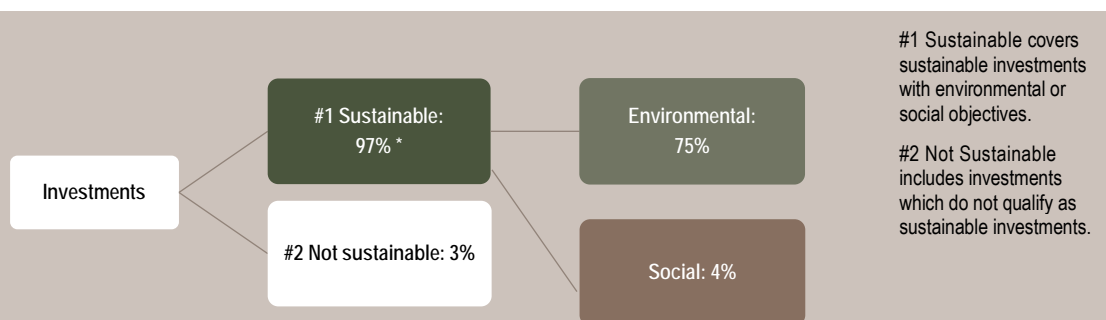 Investments
#1 Sustainable:
97% *
#2 Not sustainable: 3%
Environmental:
75%
Social: 4%
#1 Sustainable covers
sustainable investments
with environmental or
social objectives.
#2 Not Sustainable
includes investments
which do not qualify as
sustainable investments.